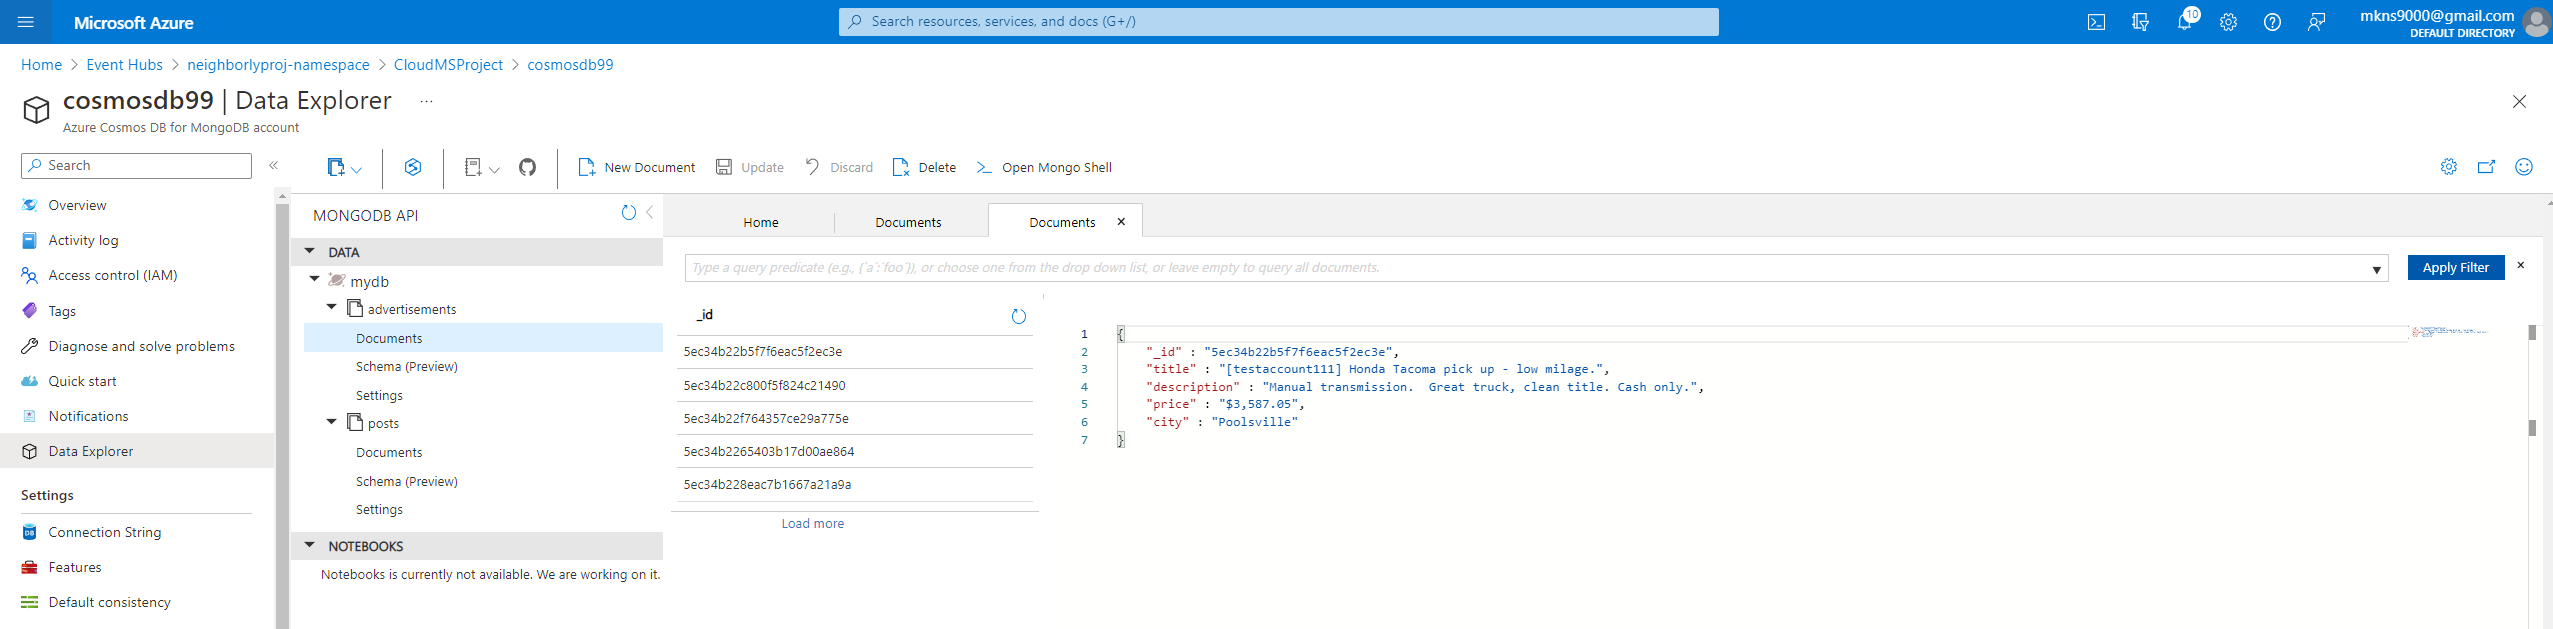 Microsoft Azure
Search resources, services, and docs (G+/)
10
mkns9000@gmail.com
DEFAULT DIRECTORY
Home > Event Hubs > neighborlyproj-namespace > CloudMSProject > cosmosdb99
cosmosdb99 | Data Explorer ...
Azure Cosmos DB for MongoDB account
Search
Overview
Activity log
Access control (IAM)
Tags
Diagnose and solve problems
Quick start
Notifications
Data Explorer
Settings
Connection String
Features
Default consistency
New Document
Update
Discard
Delete
Open Mongo Shell
MONGODB API
DATA
mydb
advertisements
Documents
Schema (Preview)
Settings
posts
Documents
Schema (Preview)
Settings
NOTEBOOKS
Notebooks is currently not available. We are working on it.
Home
Documents
Documents
Type a query predicate (e.g., {´a´:´foo´}), or choose one from the drop down list, or leave empty to query all documents.
Apply Filter
_id
5ec34b22b5f7f6eac5f2ec3e
5ec34b22c800f5f824c21490
5ec34b22f764357ce29a775e
5ec34b2265403b17d00ae864
5ec34b228eac7b1667a21a9a
Load more
1 {
2 "_id" : "5ec34b22b5f7f6eac5f2ec3e",
3 "title" : "[testaccount111] Honda Tacoma pick up - low milage.",
4 "description" : "Manual transmission.  Great truck, clean title. Cash only.",
5 "price" : "$3,587.05",
6 "city" : "Poolsville"
7 }